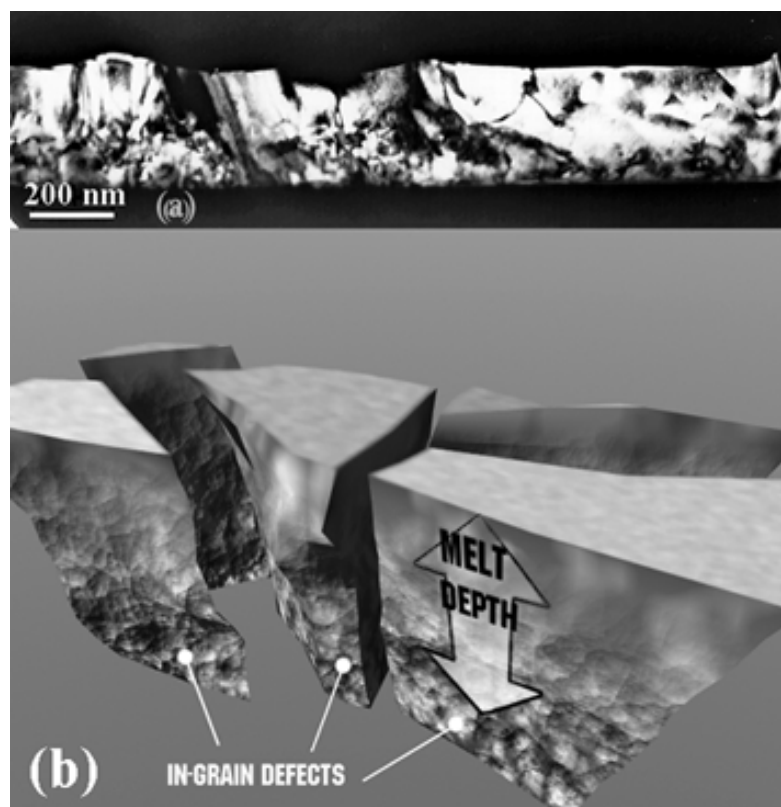 200 nm
(a)
MELT
DEPTH
(b)
IN-GRAIN DEFECTS